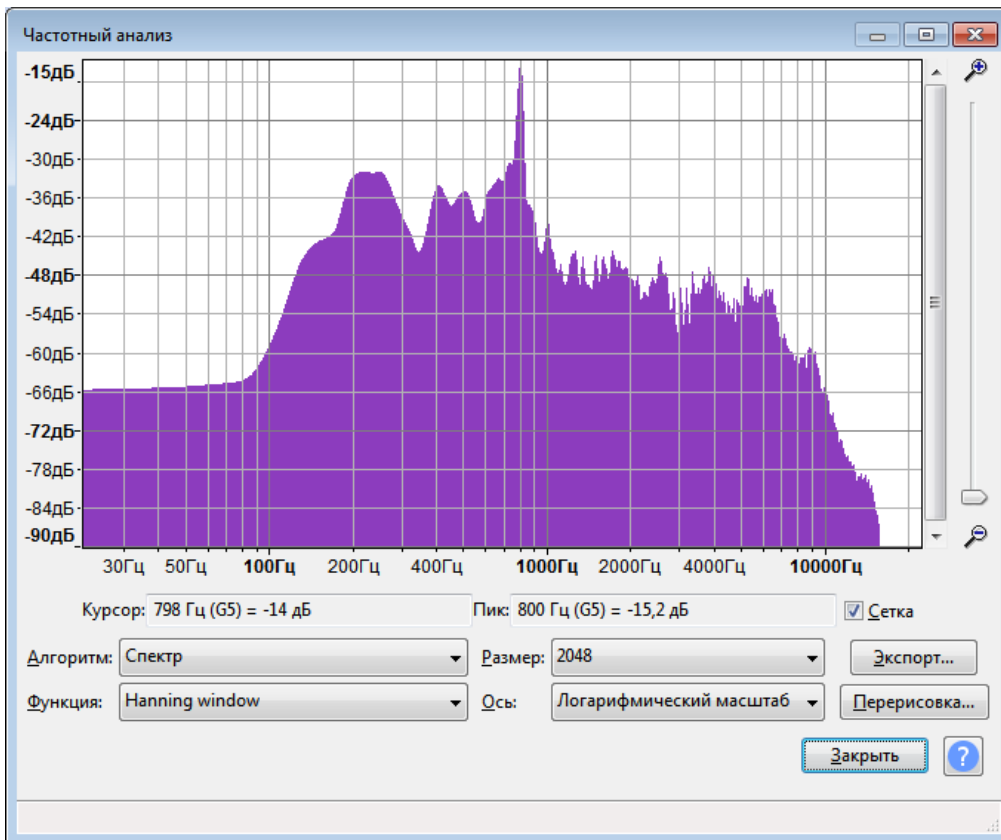 Частотный анализ
-15дБ
-24дБ
-30дБ
-36дБ
-42дБ
-48дБ
-54дБ
-60дБ
-66дБ
-72дБ
-78дБ
-84дБ
-90дБ
30Гц 50Гц 100Гц 200Гц 400Гц 1000Гц 2000Гц 4000Гц 10000Гц
Курсор: 798 Гц (G5) = -14 дБ Пик: 800 Гц (G5) = -15,2 дБ Сетка
Алгоритм: Спектр Размер: 2048 Экспорт...
Функция: Hanning window Ось: Логарифмический масштаб Перерисовка...
Закрыть ?